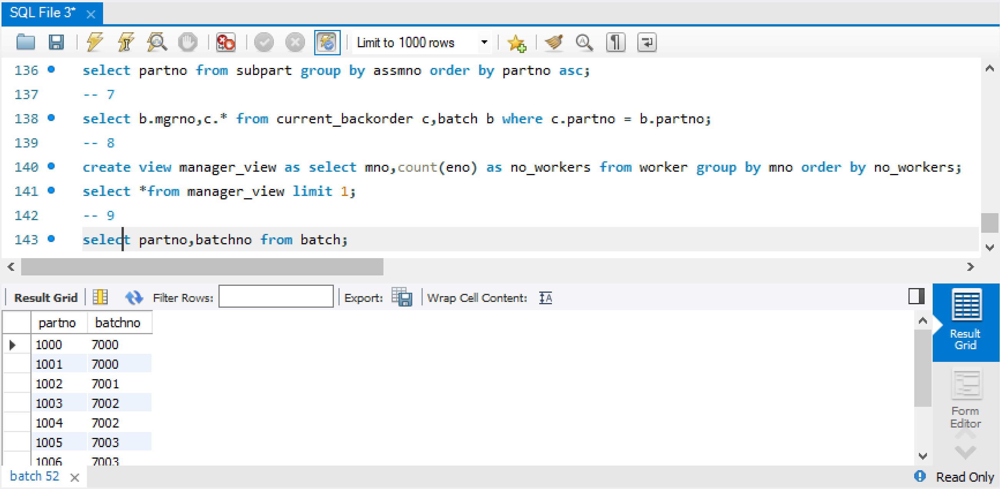 SQL File 3*
Limit to 1000 rows
136 select partno from subpart group by assmno order by partno asc;
137 -- 7
138 select b.mgrno,c.* from current_backorder c,batch b where c.partno = b.partno;
139 -- 8
140 create view manager_view as select mno,count(eno) as no_workers from worker group by mno order by no_workers;
141 select *from manager_view limit 1;
142 -- 9
143 select partno,batchno from batch;
Result Grid Filter Rows: Export: Wrap Cell Content:
partno batchno
1000 7000
1001 7000
1002 7001
1003 7002
1004 7002
1005 7003
1006 7003
Result
Grid
Form
Editor
batch 52
Read Only